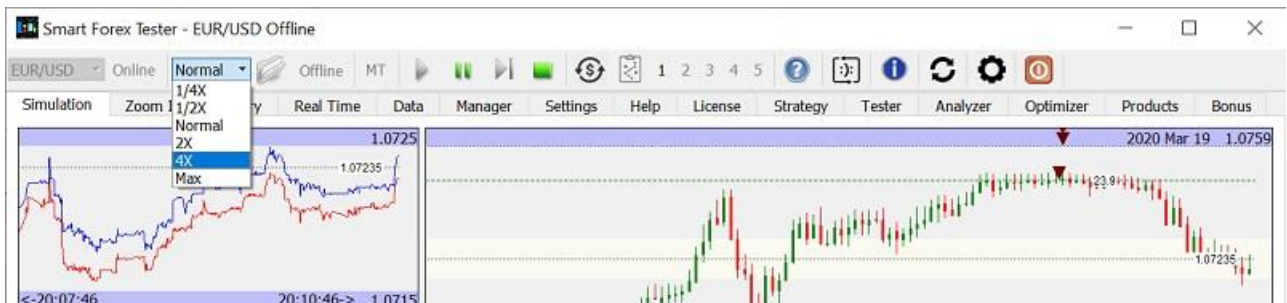 Smart Forex Tester - EUR/USD Offline
EUR/USD Online Normal Offline MT 1 2 3 4 5
1/4X
Simulation Zoom 1/2X Real Time Data Manager Settings Help License Strategy Tester Analyzer Optimizer Products Bonus
Normal
2X
1.0725 2020 Mar 19 1.0759
4X
1.07235
Max
23.9
1.07235
<-20:07:46 20:10:46-> 1.0715